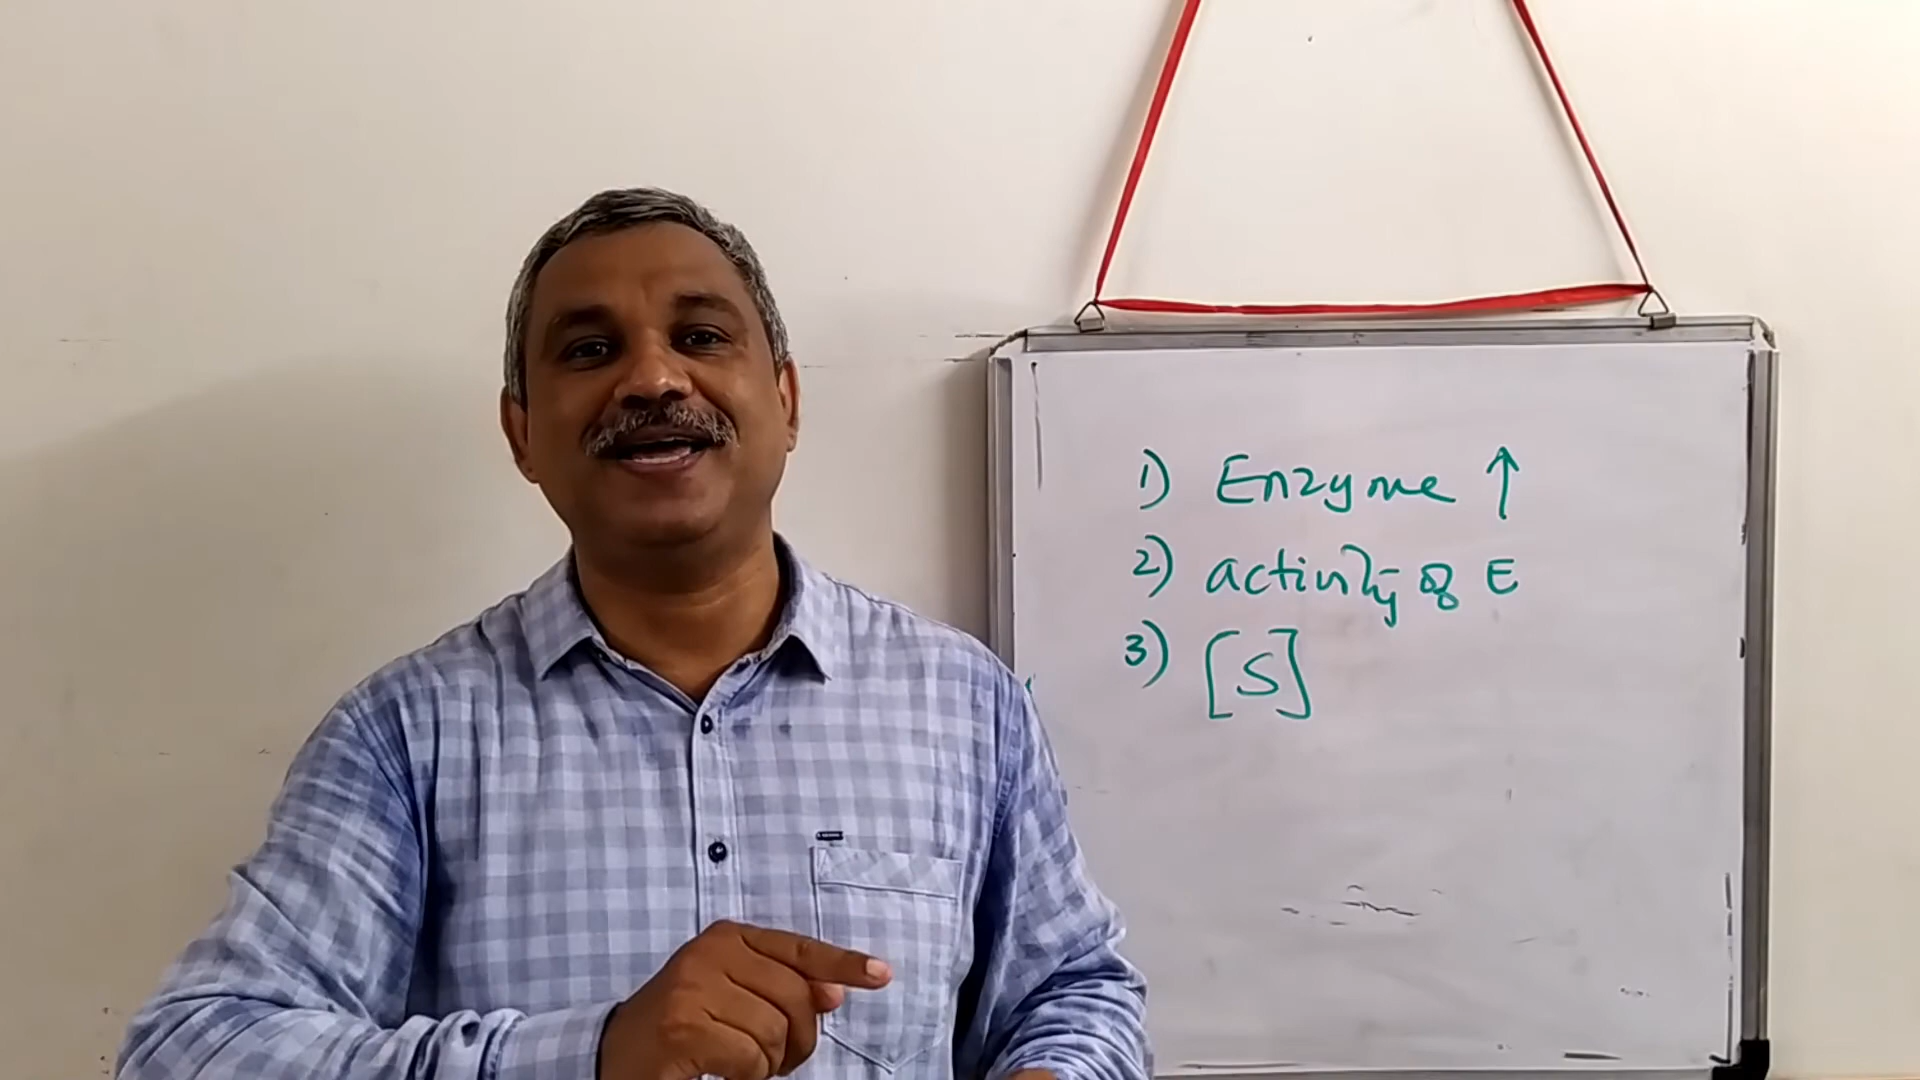 1) Enzyme ↑
2) activity of E
3) [S]